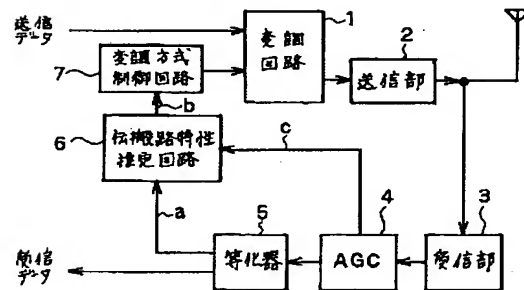 送信
データ
1
変調
回路
2
送信部
7
変調方式
制御回路
b
6
伝搬路特性
推定回路
c
a
5
等化器
4
AGC
3
受信部
受信
データ